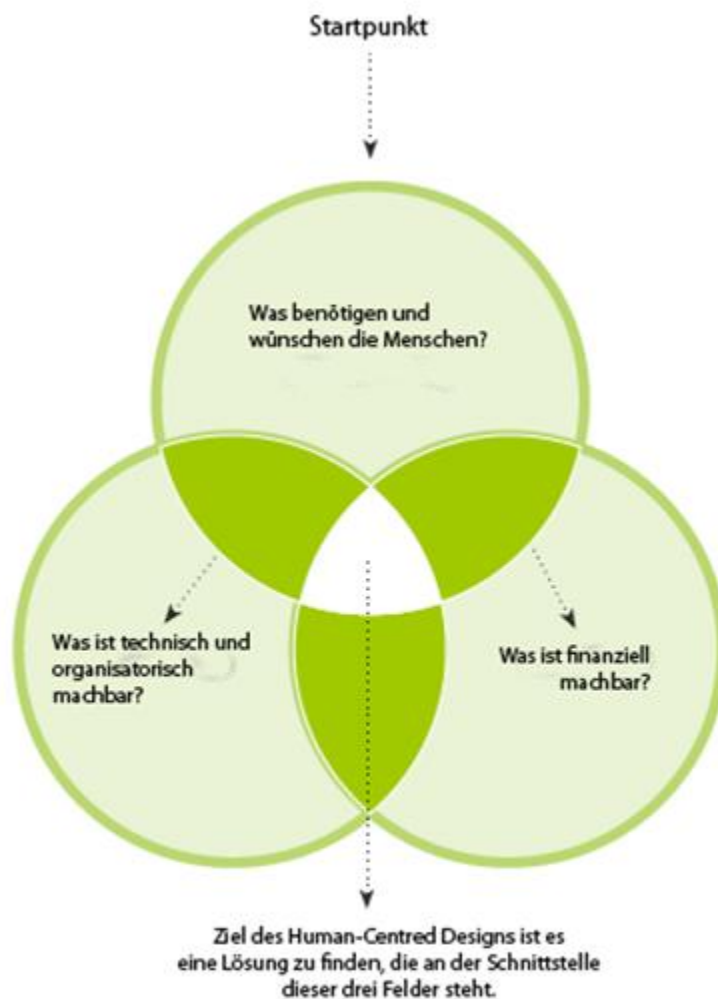 Startpunkt
Was benötigen und
wünschen die Menschen?
Was ist technisch und
organisatorisch
machbar?
Was ist finanziell
machbar?
Ziel des Human-Centred Designs ist es
eine Lösung zu finden, die an der Schnittstelle
dieser drei Felder steht.